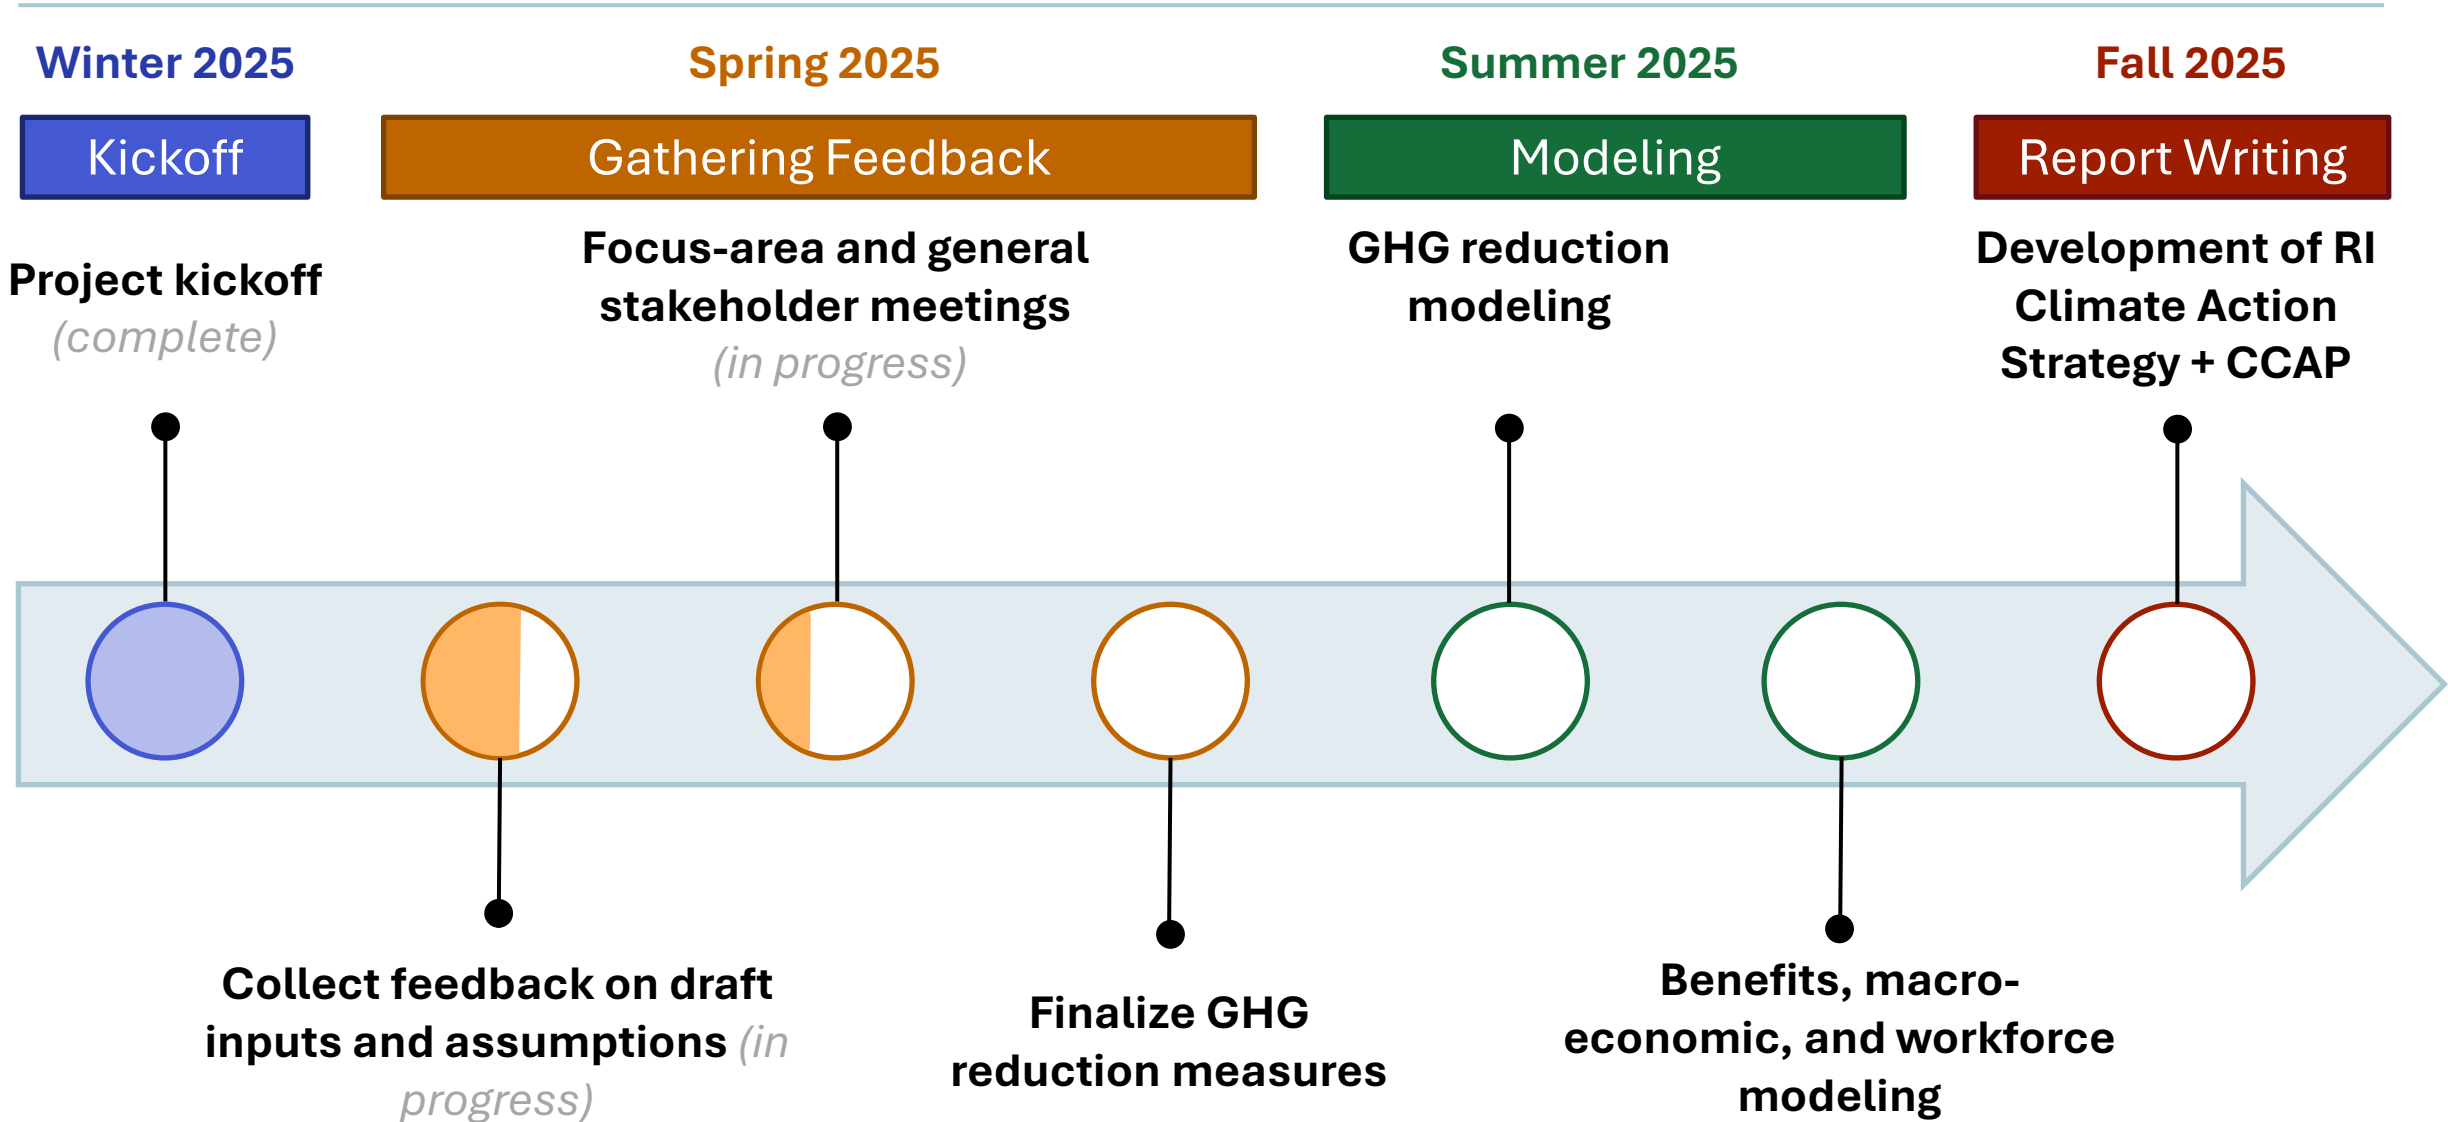 Winter 2025
Spring 2025
Summer 2025
Fall 2025
Kickoff
Gathering Feedback
Modeling
Report Writing
Project kickoff
(complete)
Focus-area and general
stakeholder meetings
(in progress)
GHG reduction
modeling
Development of RI
Climate Action
Strategy + CCAP
Collect feedback on draft
inputs and assumptions (in
progress)
Finalize GHG
reduction measures
Benefits, macro-
economic, and workforce
modeling